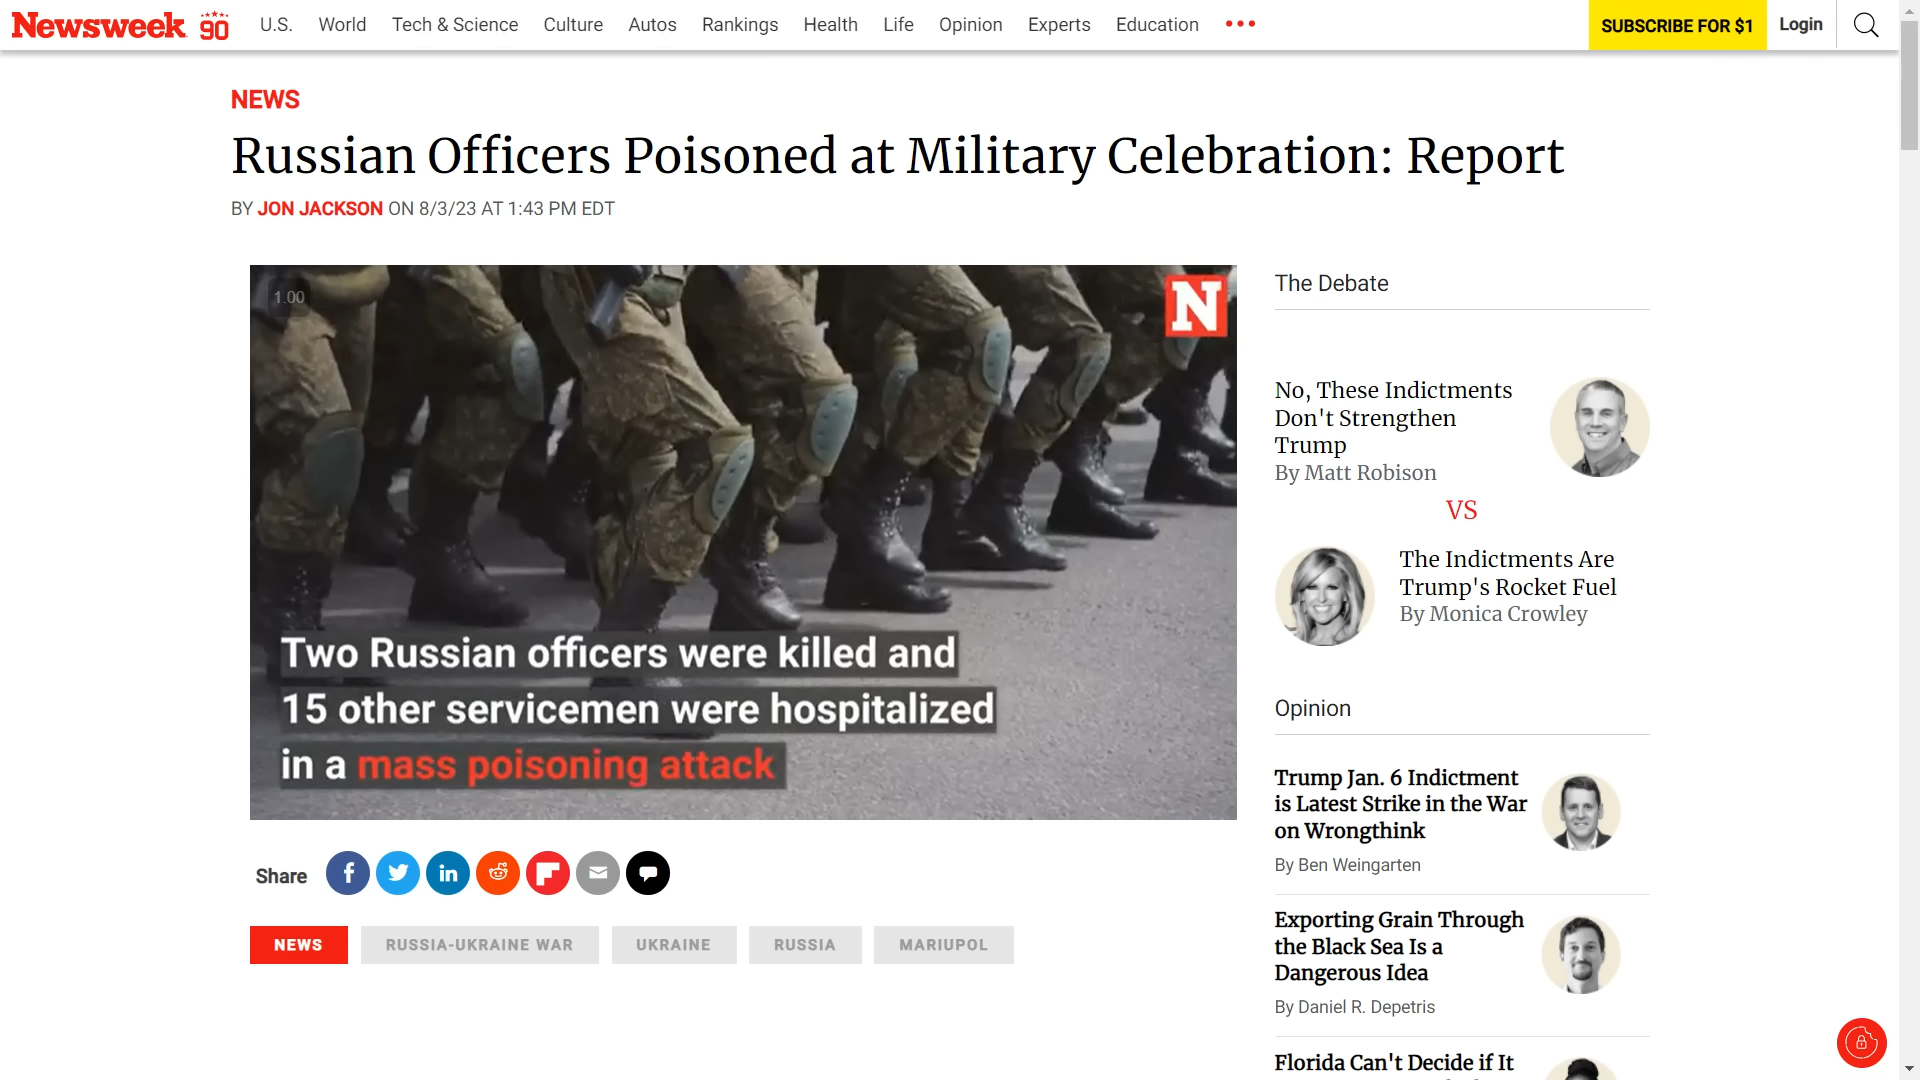 Newsweek 90 U.S. World Tech & Science Culture Autos Rankings Health Life Opinion Experts Education SUBSCRIBE FOR $1 Login
NEWS
Russian Officers Poisoned at Military Celebration: Report
BY JON JACKSON ON 8/3/23 AT 1:43 PM EDT
1.00
N
Two Russian officers were killed and
15 other servicemen were hospitalized
in a mass poisoning attack
Share
NEWS RUSSIA-UKRAINE WAR UKRAINE RUSSIA MARIUPOL
The Debate
No, These Indictments
Don't Strengthen
Trump
By Matt Robison
VS
The Indictments Are
Trump's Rocket Fuel
By Monica Crowley
Opinion
Trump Jan. 6 Indictment
is Latest Strike in the War
on Wrongthink
By Ben Weingarten
Exporting Grain Through
the Black Sea Is a
Dangerous Idea
By Daniel R. Depetris
Florida Can't Decide if It